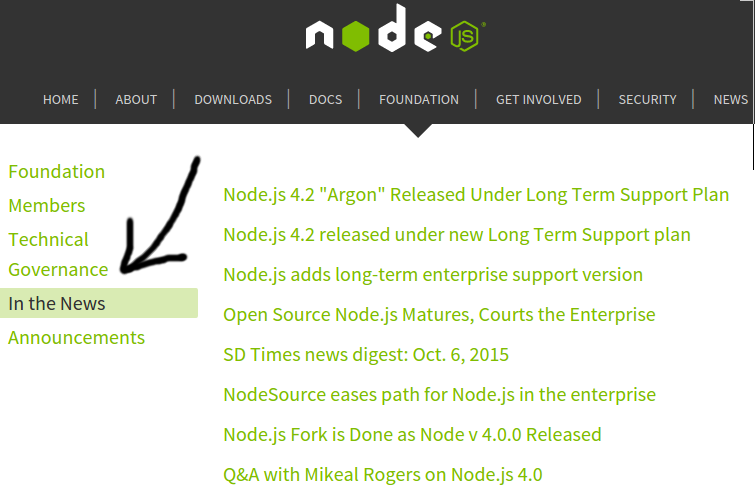 node JS ®
HOME
ABOUT
DOWNLOADS
DOCS
FOUNDATION
GET INVOLVED
SECURITY
NEWS
Foundation
Members
Technical
Governance
In the News
Announcements
Node.js 4.2 "Argon" Released Under Long Term Support Plan
Node.js 4.2 released under new Long Term Support plan
Node.js adds long-term enterprise support version
Open Source Node.js Matures, Courts the Enterprise
SD Times news digest: Oct. 6, 2015
NodeSource eases path for Node.js in the enterprise
Node.js Fork is Done as Node v 4.0.0 Released
Q&A with Mikeal Rogers on Node.js 4.0